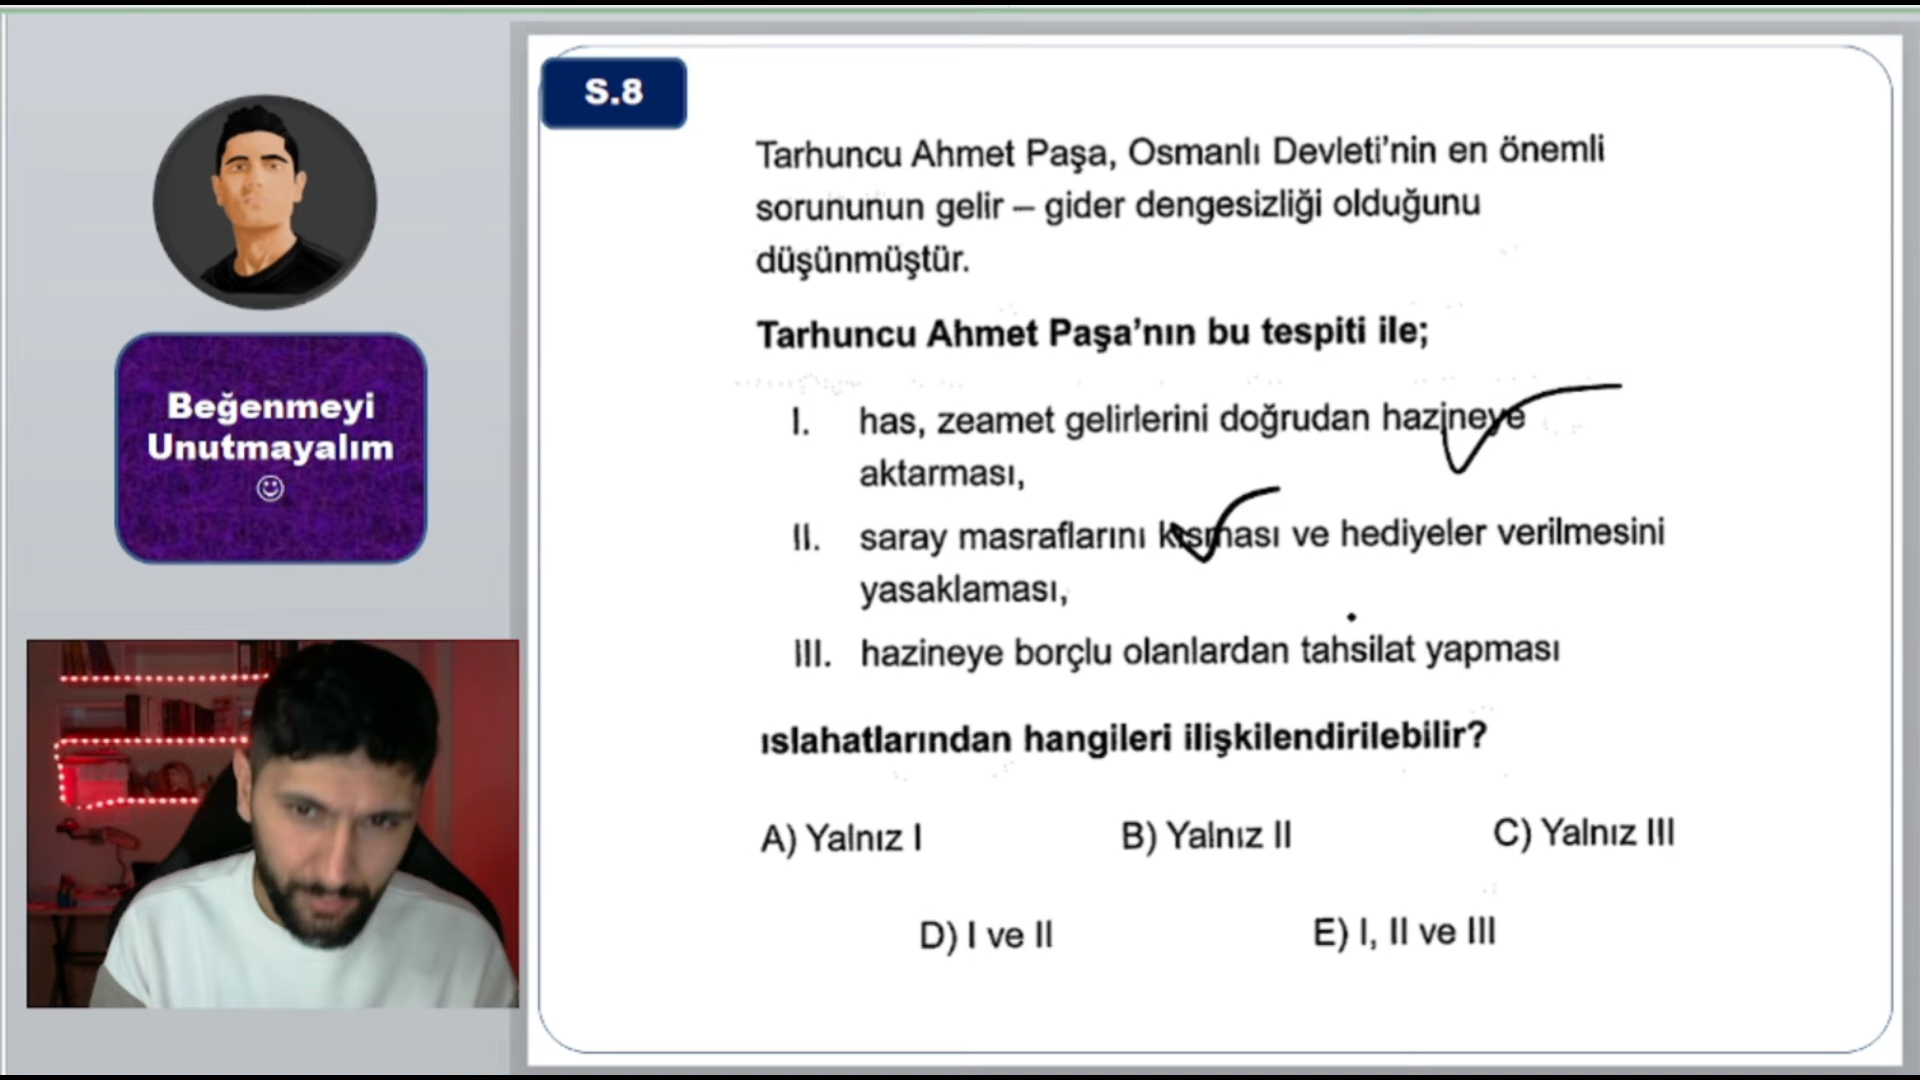 S.8
Tarhuncu Ahmet Paşa, Osmanlı Devleti'nin en önemli
sorununun gelir – gider dengesizliği olduğunu
düşünmüştür.
Tarhuncu Ahmet Paşa'nın bu tespiti ile;
I. has, zeamet gelirlerini doğrudan hazineye
aktarması,
II. saray masraflarını kısması ve hediyeler verilmesini
yasaklaması,
III. hazineye borçlu olanlardan tahsilat yapması
ıslahatlarından hangileri ilişkilendirilebilir?
A) Yalnız I B) Yalnız II C) Yalnız III
D) I ve II E) I, II ve III
Beğenmeyi
Unutmayalım
☺